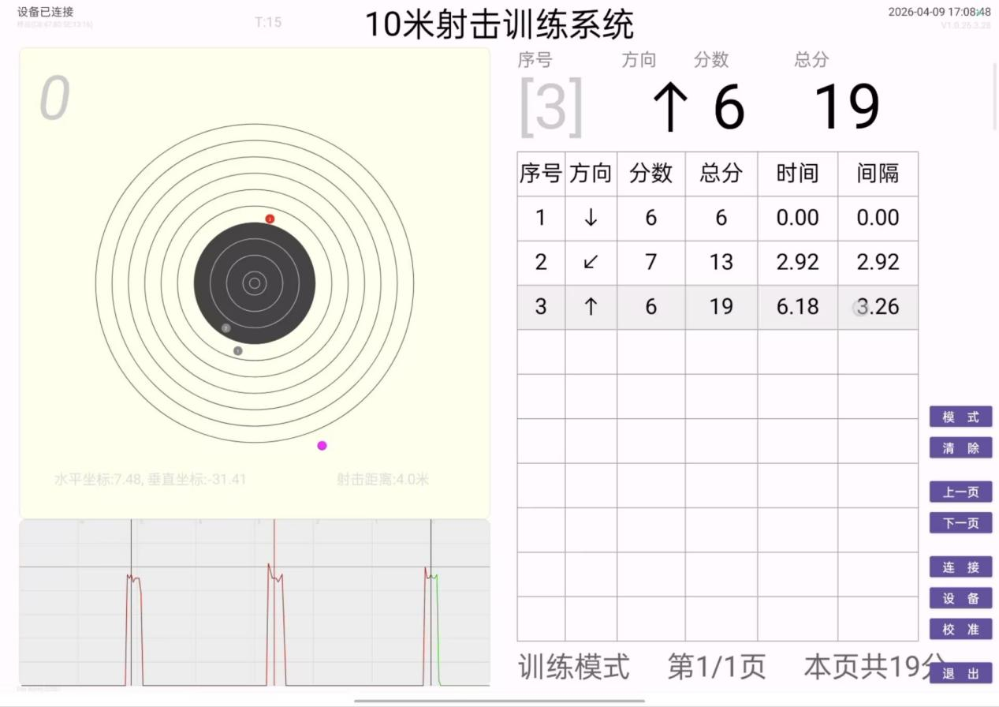 设备已连接
T:15
10米射击训练系统
2026-04-09 17:08:48
V1.0.26.3.28
0
水平坐标:7.48, 垂直坐标:-31.41
射击距离:4.0米
序号 方向 分数 总分
[3] ↑ 6 19
序号 方向 分数 总分 时间 间隔
1 ↓ 6 6 0.00 0.00
2 ↙ 7 13 2.92 2.92
3 ↑ 6 19 6.18 3.26
模 式
清 除
上一页
下一页
连 接
设 备
校 准
退 出
训练模式 第1/1页 本页共19分